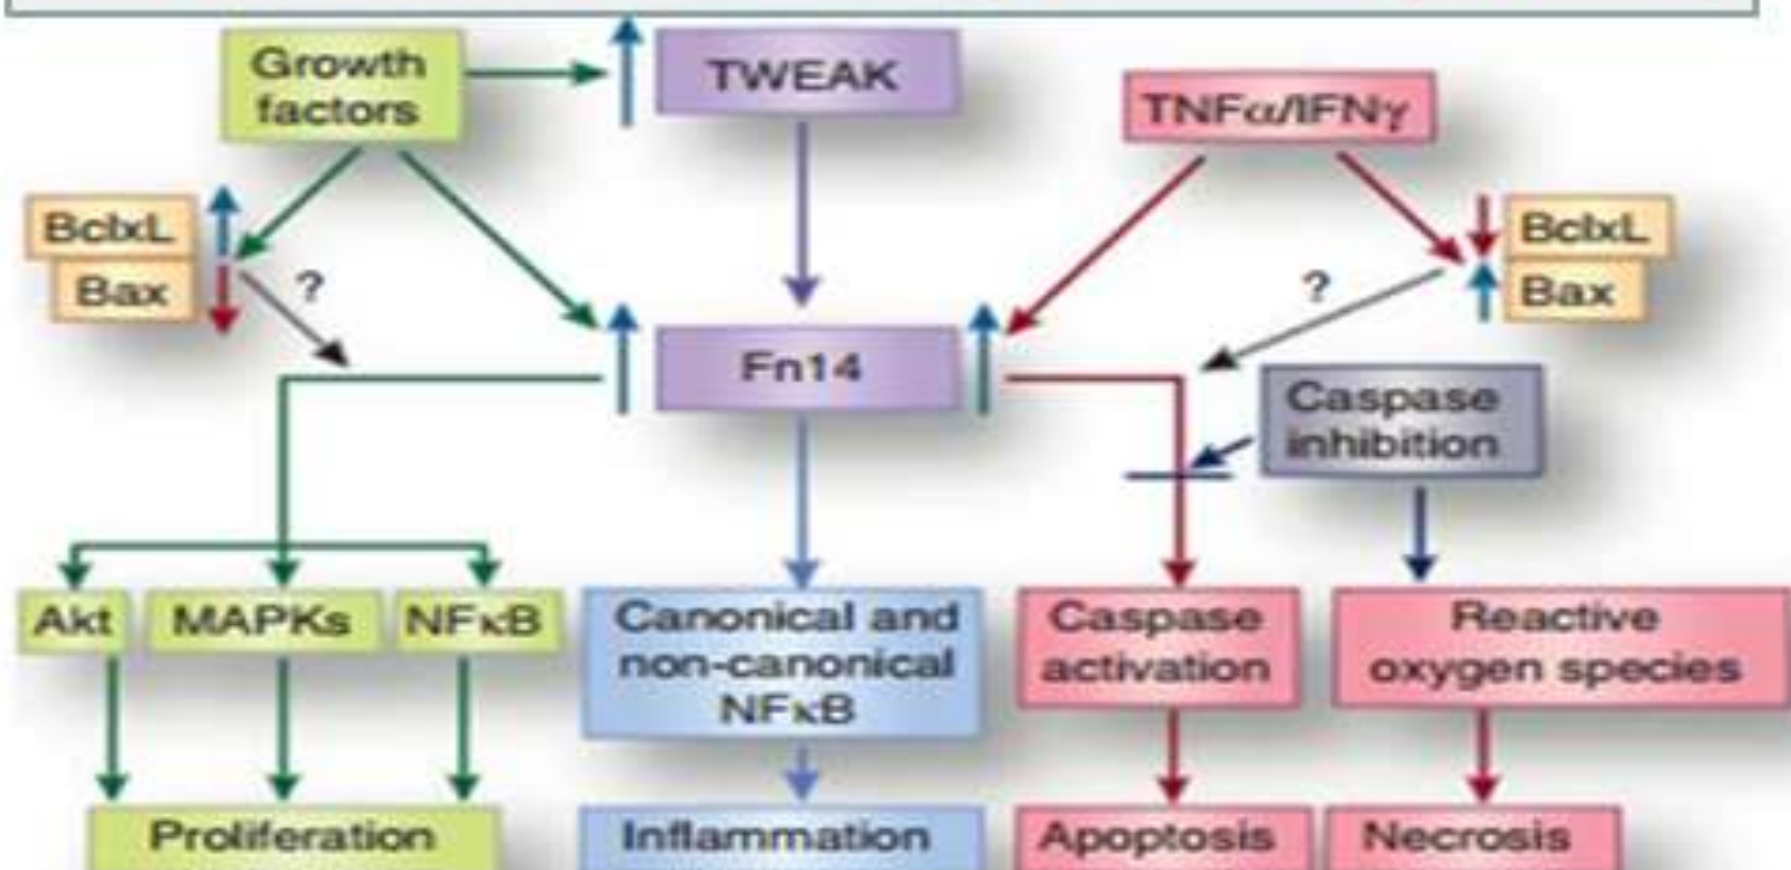 Growth
factors
TWEAK
TNFα/IFNγ
BclxL
Bax
?
?
BclxL
Bax
Fn14
Caspase
inhibition
Akt
MAPKs
NFκB
Canonical and
non-canonical
NFκB
Caspase
activation
Reactive
oxygen species
Proliferation
Inflammation
Apoptosis
Necrosis